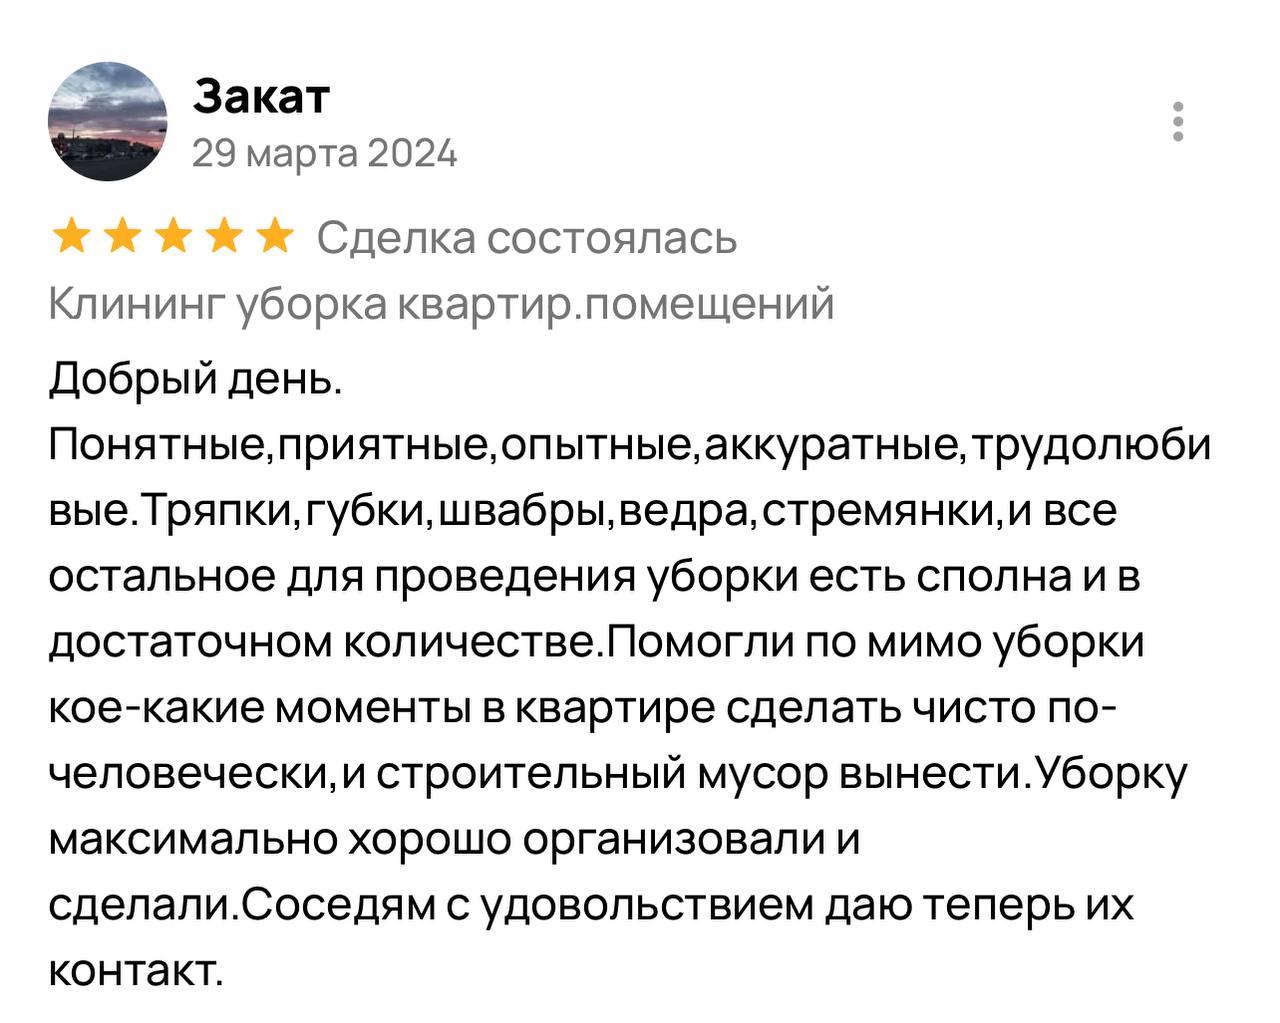 Закат
29 марта 2024
Сделка состоялась
Клининг уборка квартир.помещений
Добрый день.
Понятные,приятные,опытные,аккуратные,трудолюби
вые.Тряпки,губки,швабры,ведра,стремянки,и все
остальное для проведения уборки есть сполна и в
достаточном количестве.Помогли по мимо уборки
кое-какие моменты в квартире сделать чисто по-
человечески,и строительный мусор вынести.Уборку
максимально хорошо организовали и
сделали.Соседям с удовольствием даю теперь их
контакт.